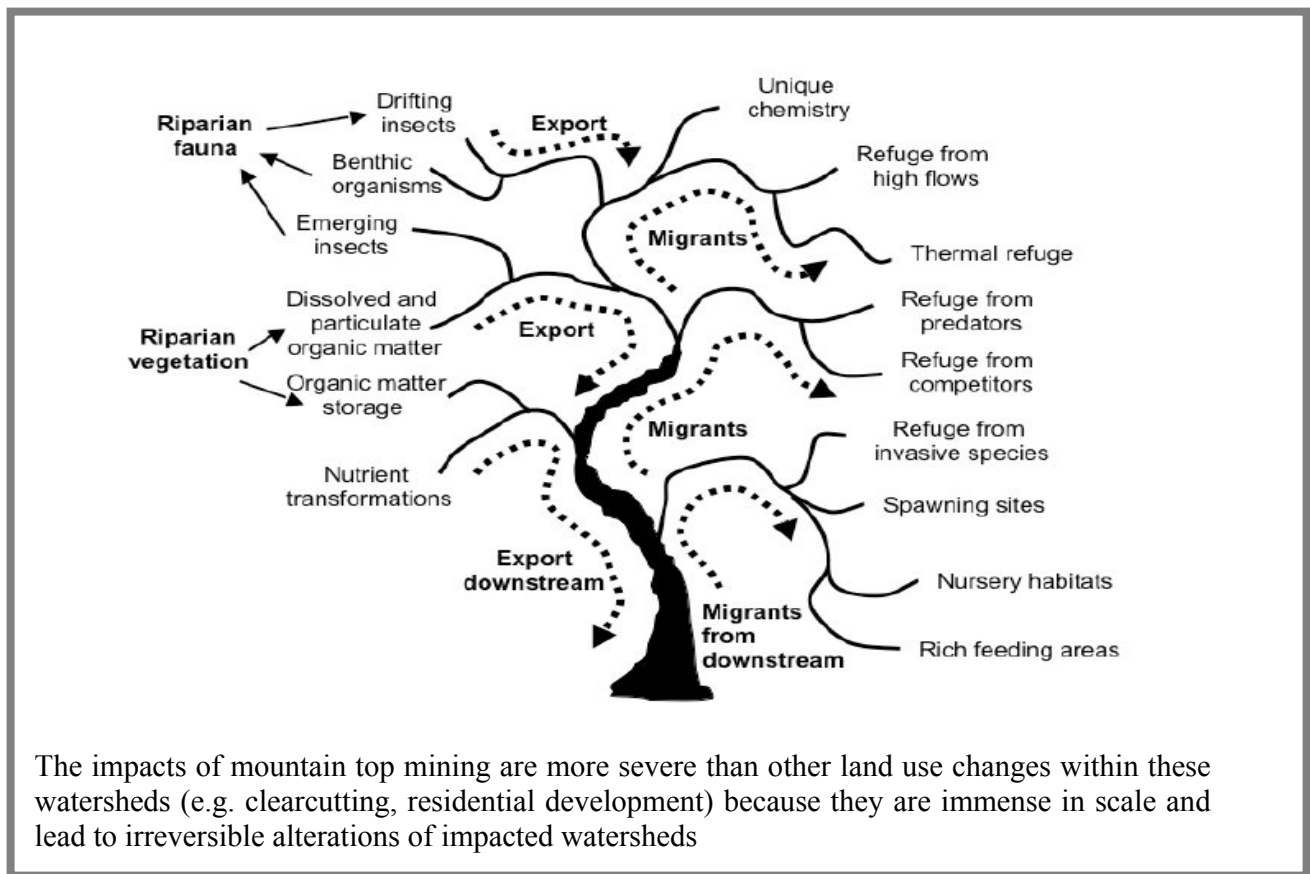 Unique
chemistry
Drifting
insects
Export
Riparian
fauna
Benthic
organisms
Refuge from
high flows
Emerging
insects
Migrants
Thermal refuge
Dissolved and
particulate
organic matter
Export
Refuge from
predators
Riparian
vegetation
Refuge from
competitors
Organic matter
storage
Migrants
Refuge from
invasive species
Nutrient
transformations
Spawning sites
Export
downstream
Nursery habitats
Migrants
from
downstream
Rich feeding areas
The impacts of mountain top mining are more severe than other land use changes within these
watersheds (e.g. clearcutting, residential development) because they are immense in scale and
lead to irreversible alterations of impacted watersheds